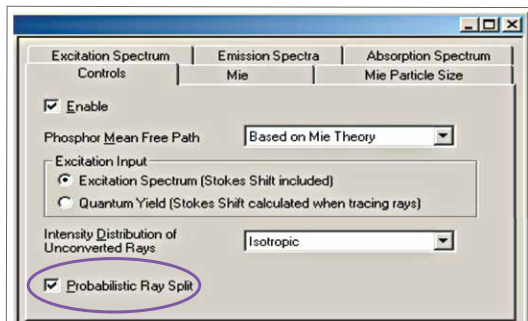 Excitation Spectrum Emission Spectra Absorption Spectrum
Controls Mie Mie Particle Size
Enable
Phosphor Mean Free Path Based on Mie Theory
Excitation Input
Excitation Spectrum (Stokes Shift included)
Quantum Yield (Stokes Shift calculated when tracing rays)
Intensity Distribution of
Unconverted Rays Isotropic
Probabilistic Ray Split